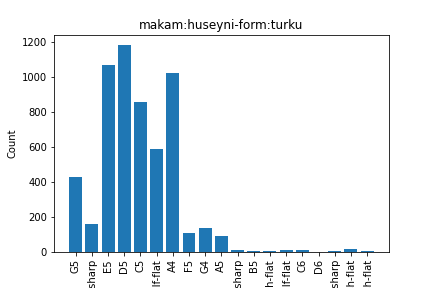 makam:huseyni-form:turku
1200
1000
800
600
400
200
0
Count
G5
sharp
E5
D5
C5
lf-flat
A4
F5
G4
A5
sharp
B5
h-flat
lf-flat
C6
D6
sharp
h-flat
h-flat